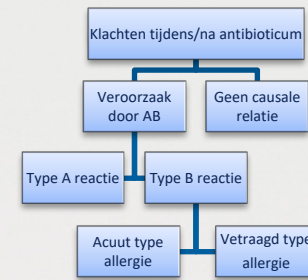 Klachten tijdens/na antibioticum
Veroorzaak
door AB
Geen causale
relatie
Type A reactie
Type B reactie
Acuut type
allergie
Vetraagd type
allergie